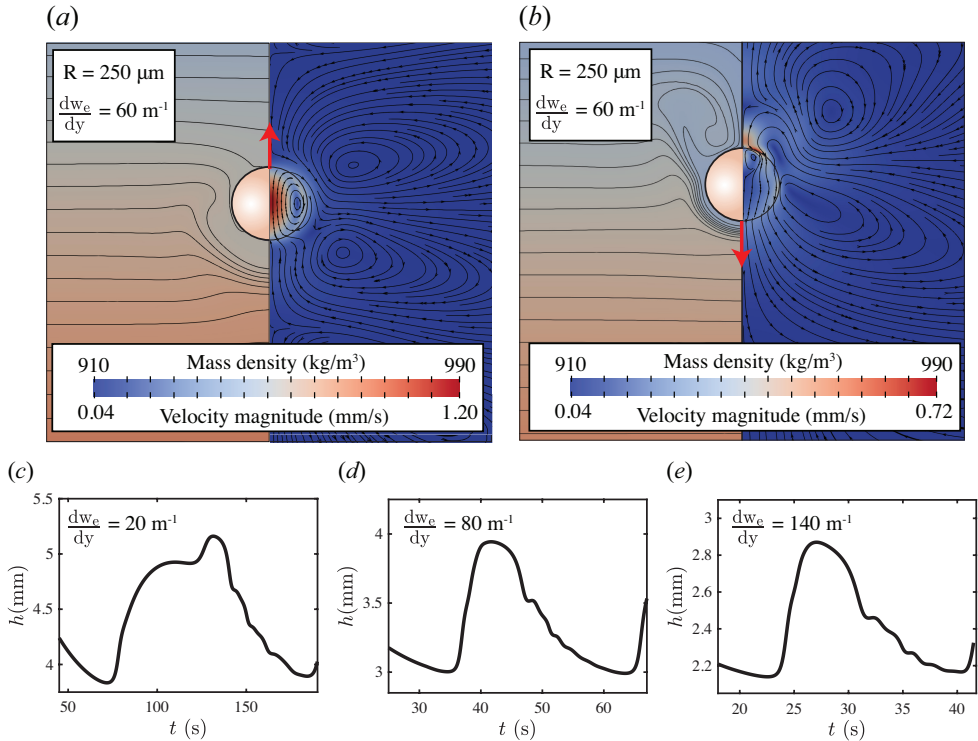 (a)
R = 250 μm
dw_e/dy = 60 m⁻¹
910 Mass density (kg/m³) 990
0.04 Velocity magnitude (mm/s) 1.20
(b)
R = 250 μm
dw_e/dy = 60 m⁻¹
910 Mass density (kg/m³) 990
0.04 Velocity magnitude (mm/s) 0.72
(c)
dw_e/dy = 20 m⁻¹
h(mm)
5.5
5
4.5
4
50 100 150
t (s)
(d)
dw_e/dy = 80 m⁻¹
h(mm)
4
3.5
3
30 40 50 60
t (s)
(e)
dw_e/dy = 140 m⁻¹
h(mm)
3
2.8
2.6
2.4
2.2
20 25 30 35 40
t (s)